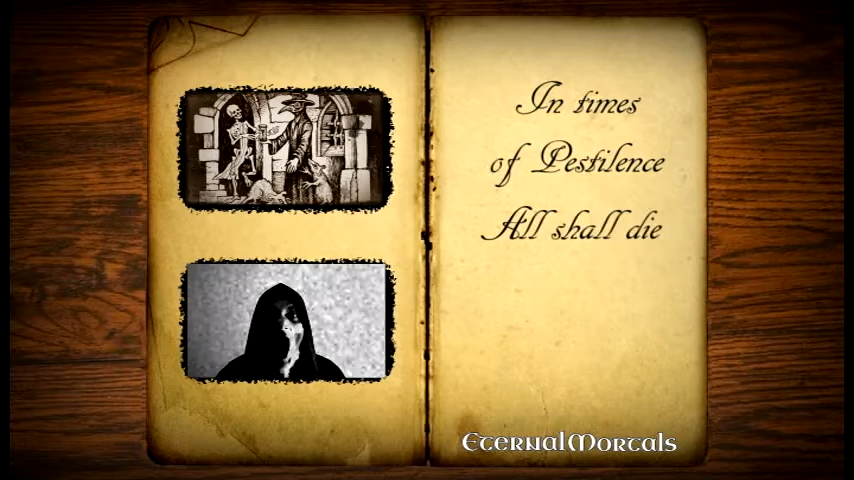 In times
of Pestilence
All shall die
EternalMortals